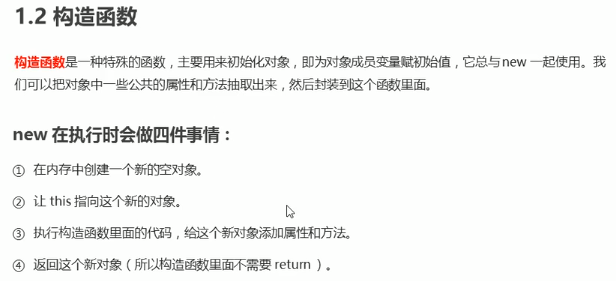 1.2 构造函数
构造函数是一种特殊的函数，主要用来初始化对象，即为对象成员变量赋初始值，它总与 new 一起使用。我
们可以把对象中一些公共的属性和方法抽取出来，然后封装到这个函数里面。
new 在执行时会做四件事情：
① 在内存中创建一个新的空对象。
② 让 this 指向这个新的对象。
③ 执行构造函数里面的代码，给这个新对象添加属性和方法。
④ 返回这个新对象（所以构造函数里面不需要 return ）。